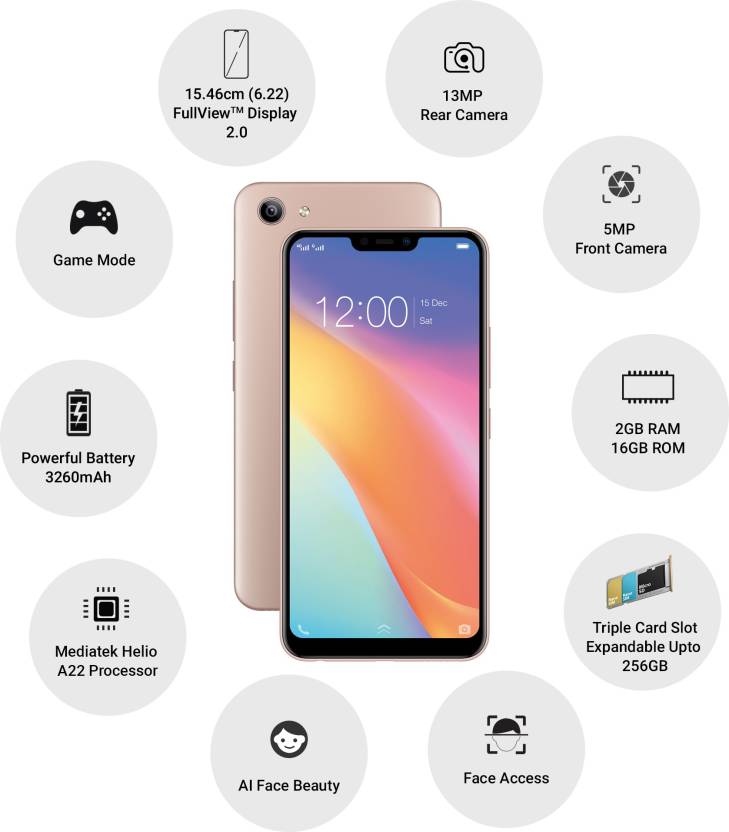 15.46cm (6.22)
FullView™ Display
2.0
13MP
Rear Camera
Game Mode
5MP
Front Camera
12:00
15 Dec
Sat
Powerful Battery
3260mAh
2GB RAM
16GB ROM
Mediatek Helio
A22 Processor
Micro
SD
Triple Card Slot
Expandable Upto
256GB
AI Face Beauty
Face Access